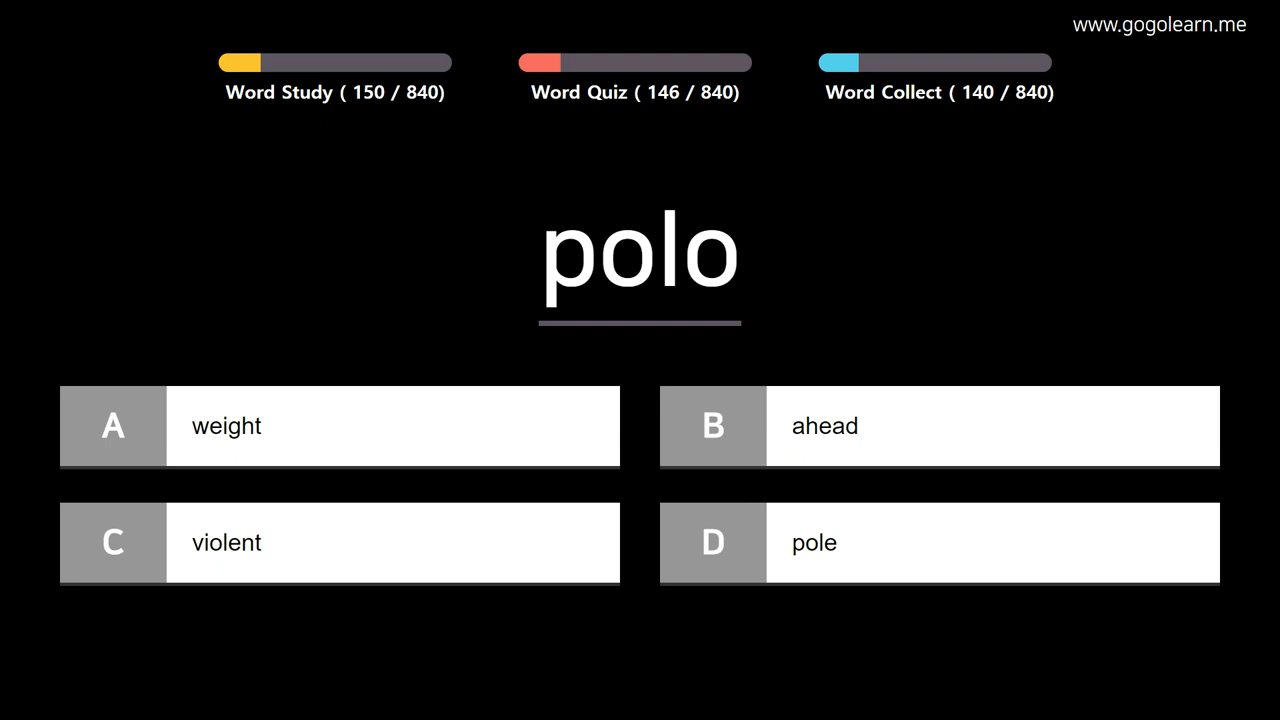 www.gogolearn.me
Word Study ( 150 / 840)
Word Quiz ( 146 / 840)
Word Collect ( 140 / 840)
polo
A weight
B ahead
C violent
D pole